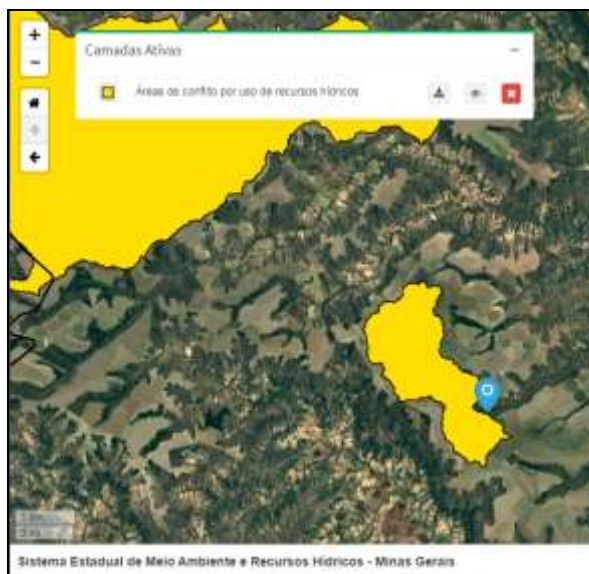 +
Camadas Ativas
−
−
Áreas de conflito por uso de recursos hídricos
Sistema Estadual de Meio Ambiente e Recursos Hídricos - Minas Gerais